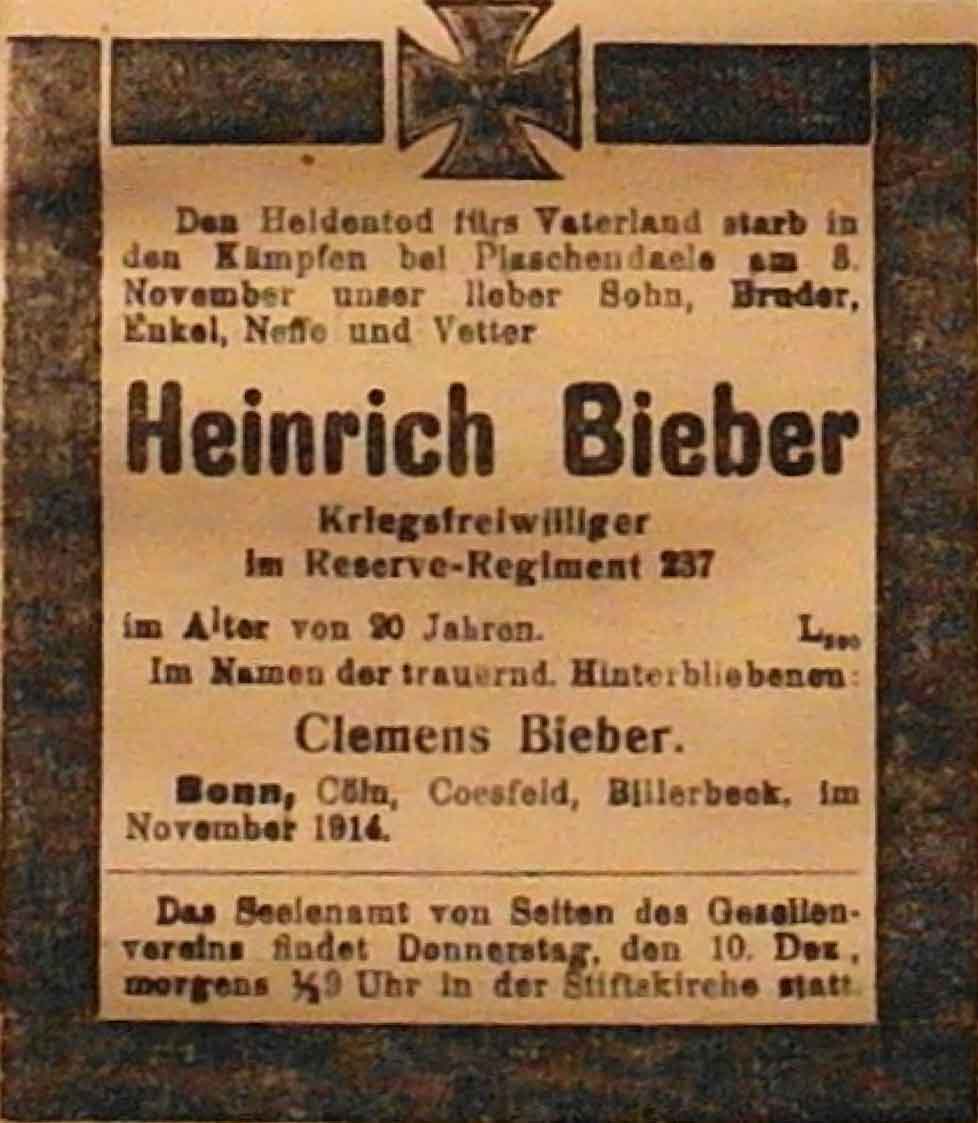 Den Heldentod fürs Vaterland starb in
den Kämpfen bei Plaschendaele am 8.
November unser lieber Sohn, Bruder,
Enkel, Neffe und Vetter
Heinrich Bieber
Kriegsfreiwilliger
im Reserve-Regiment 237
im Alter von 20 Jahren.
Im Namen der trauernd. Hinterbliebenen:
Clemens Bieber.
Bonn, Cöln, Coesfeld, Billerbeck, im
November 1914.
Das Seelenamt von Seiten des Gesellen-
vereins findet Donnerstag, den 10. Dez.,
morgens ½9 Uhr in der Stiftskirche statt.